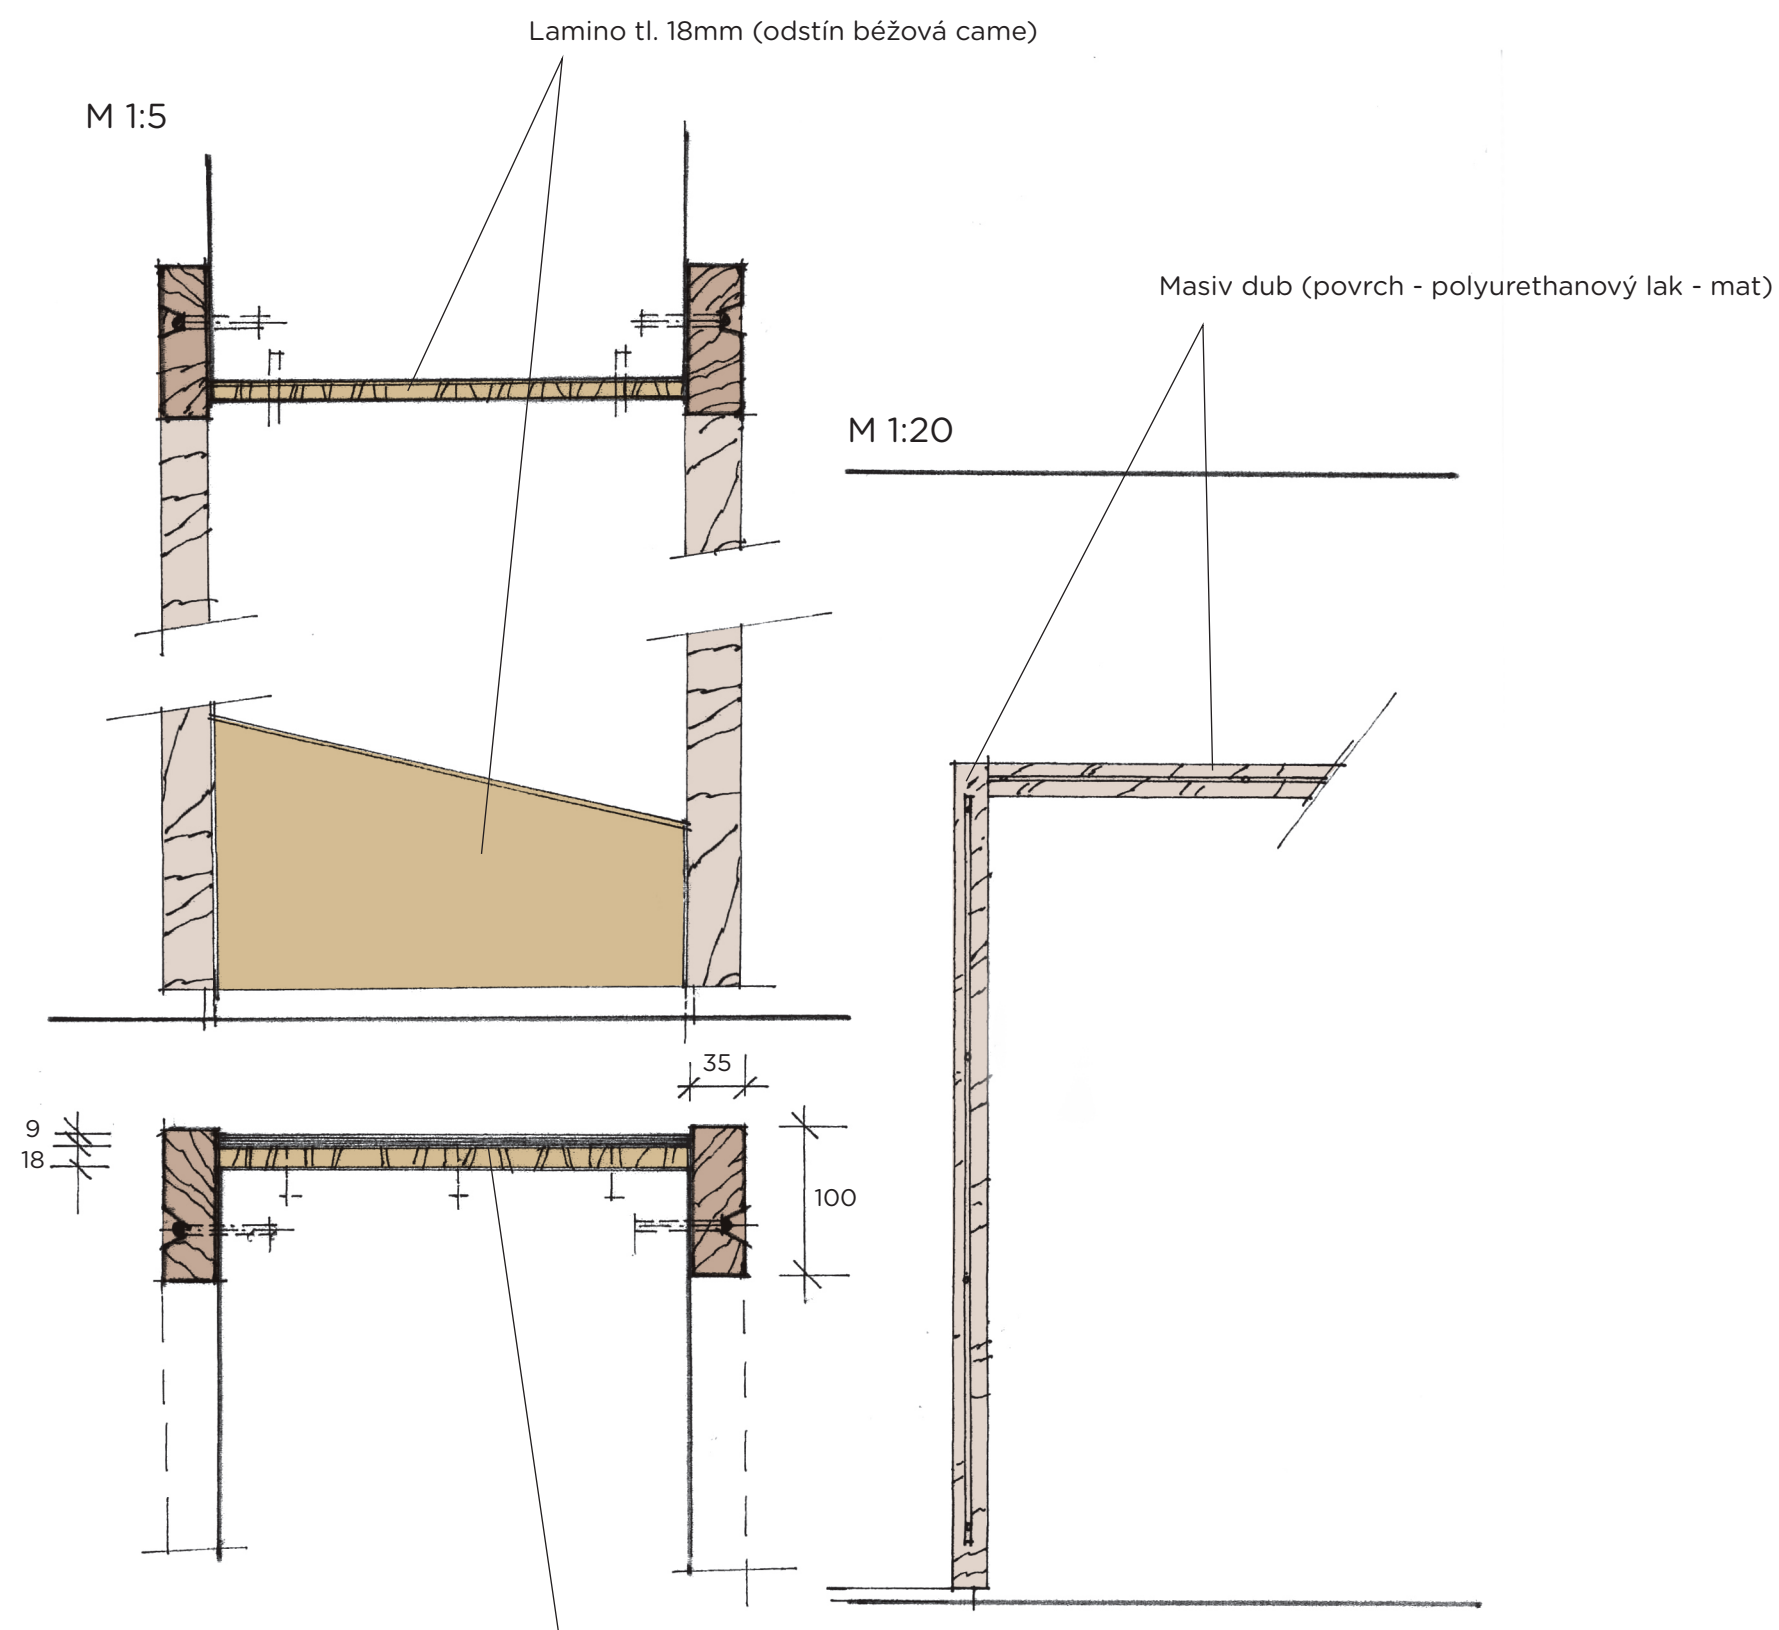 Lamino tl. 18mm (odstín béžová came)
M 1:5
Masiv dub (povrch - polyurethanový lak - mat)
M 1:20
35
9
18
100